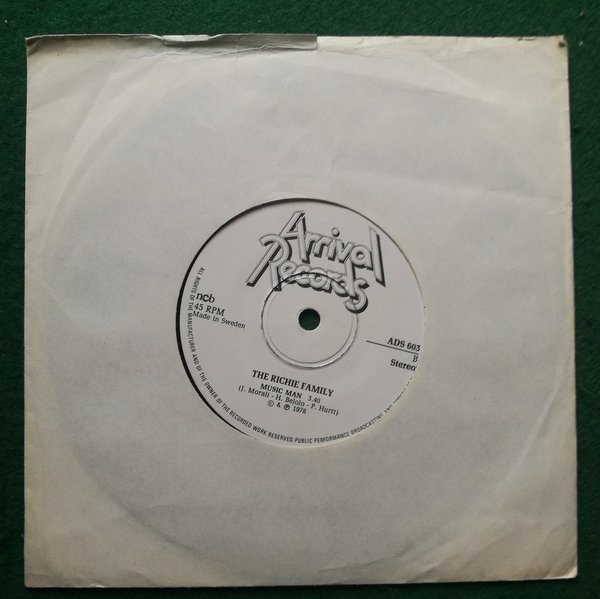 Arrival
Records
ncb
45 RPM
Made in Sweden
ADS 603
B
Stereo
THE RICHIE FAMILY
MUSIC MAN 3.40
(J. Morali - H. Belolo - P. Hurtt)
© & ℗ 1978
ALL RIGHTS OF THE MANUFACTURER AND OF THE OWNER OF THE RECORDED WORK RESERVED PUBLIC PERFORMANCE BROADCASTING